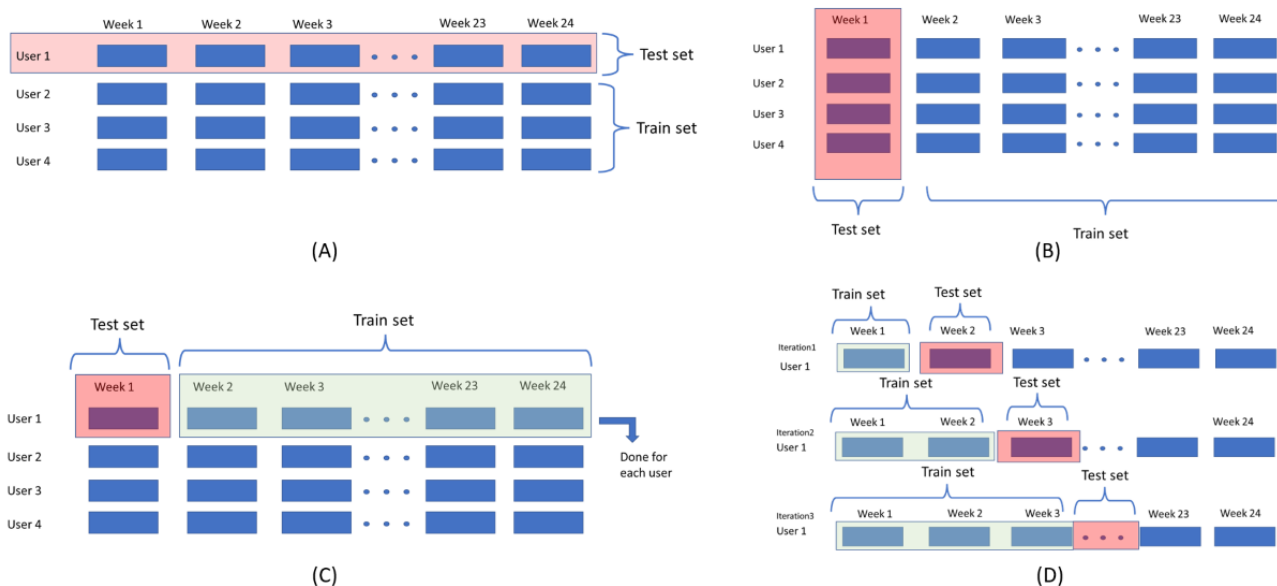 Week 1 Week 2 Week 3 Week 23 Week 24
User 1
Test set
User 2
User 3
Train set
User 4
(A)
Week 1 Week 2 Week 3 Week 23 Week 24
User 1
User 2
User 3
User 4
Test set
Train set
(B)
Test set
Train set
Week 1 Week 2 Week 3 Week 23 Week 24
User 1
User 2
Done for
each user
User 3
User 4
(C)
Train set
Test set
Week 1 Week 2 Week 3 Week 23 Week 24
Iteration1
User 1
Train set
Test set
Week 1 Week 2 Week 3 Week 24
Iteration2
User 1
Train set
Test set
Week 1 Week 2 Week 3 Week 23 Week 24
Iteration3
User 1
(D)